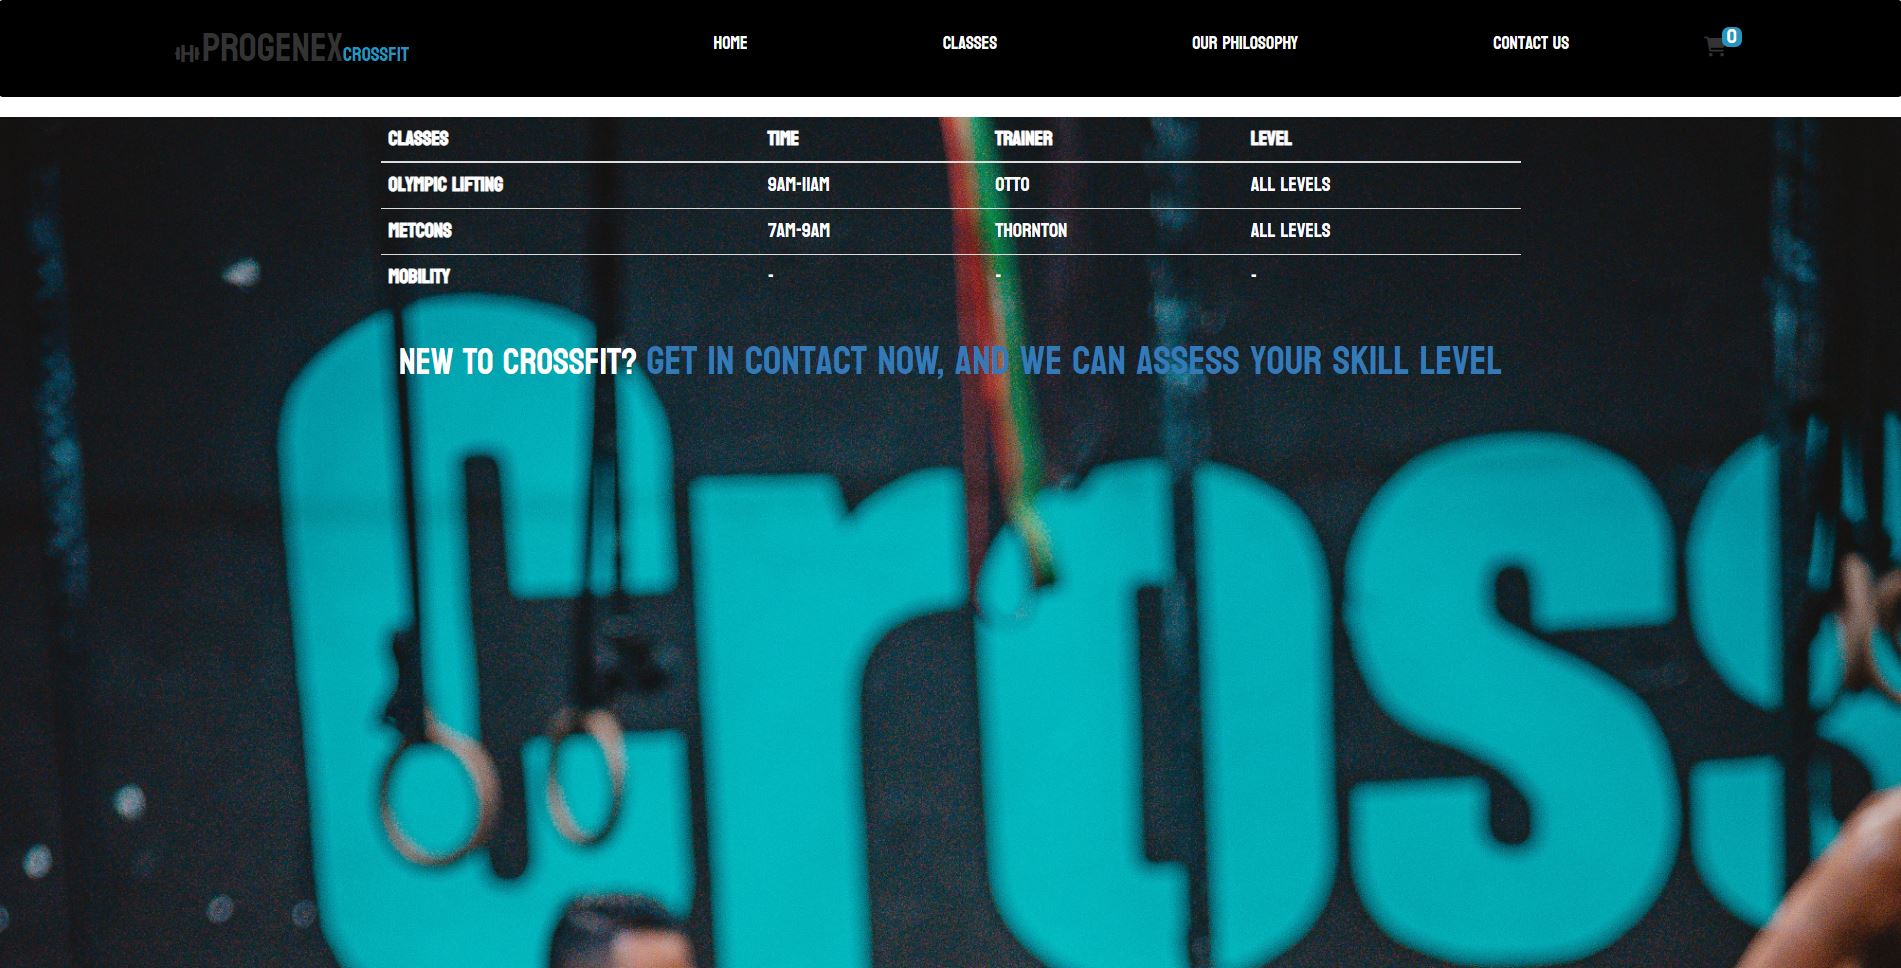 PROGENEX CROSSFIT HOME CLASSES OUR PHILOSOPHY CONTACT US 0
CLASSES TIME TRAINER LEVEL
OLYMPIC LIFTING 9AM-11AM OTTO ALL LEVELS
METCONS 7AM-9AM THORNTON ALL LEVELS
MOBILITY - - -
NEW TO CROSSFIT? GET IN CONTACT NOW, AND WE CAN ASSESS YOUR SKILL LEVEL
Cross